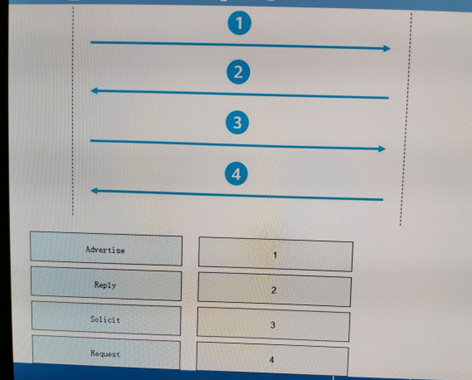 1
2
3
4
Advertise 1
Reply 2
Solicit 3
Request 4